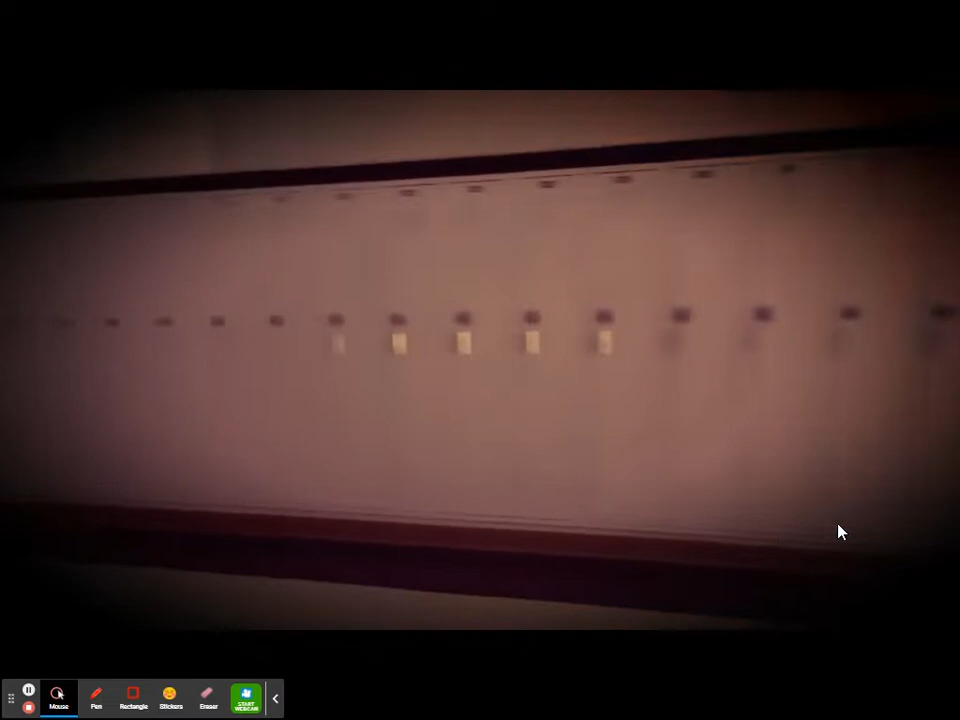 Mouse
Pen
Rectangle
Stickers
Eraser
START
WEBCAM